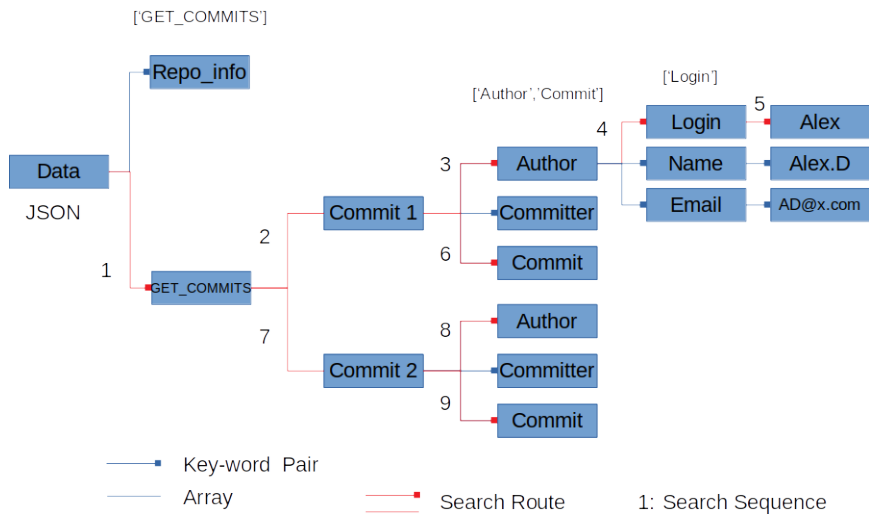 ['GET_COMMITS']
Repo_info
['Login']
['Author','Commit']
5
4
Login
Alex
3
Data
Author
Name
Alex.D
JSON
2
Commit 1
Committer
Email
AD@x.com
1
6
Commit
GET_COMMITS
7
8
Author
Commit 2
Committer
9
Commit
Key-word Pair
Array
Search Route
1: Search Sequence